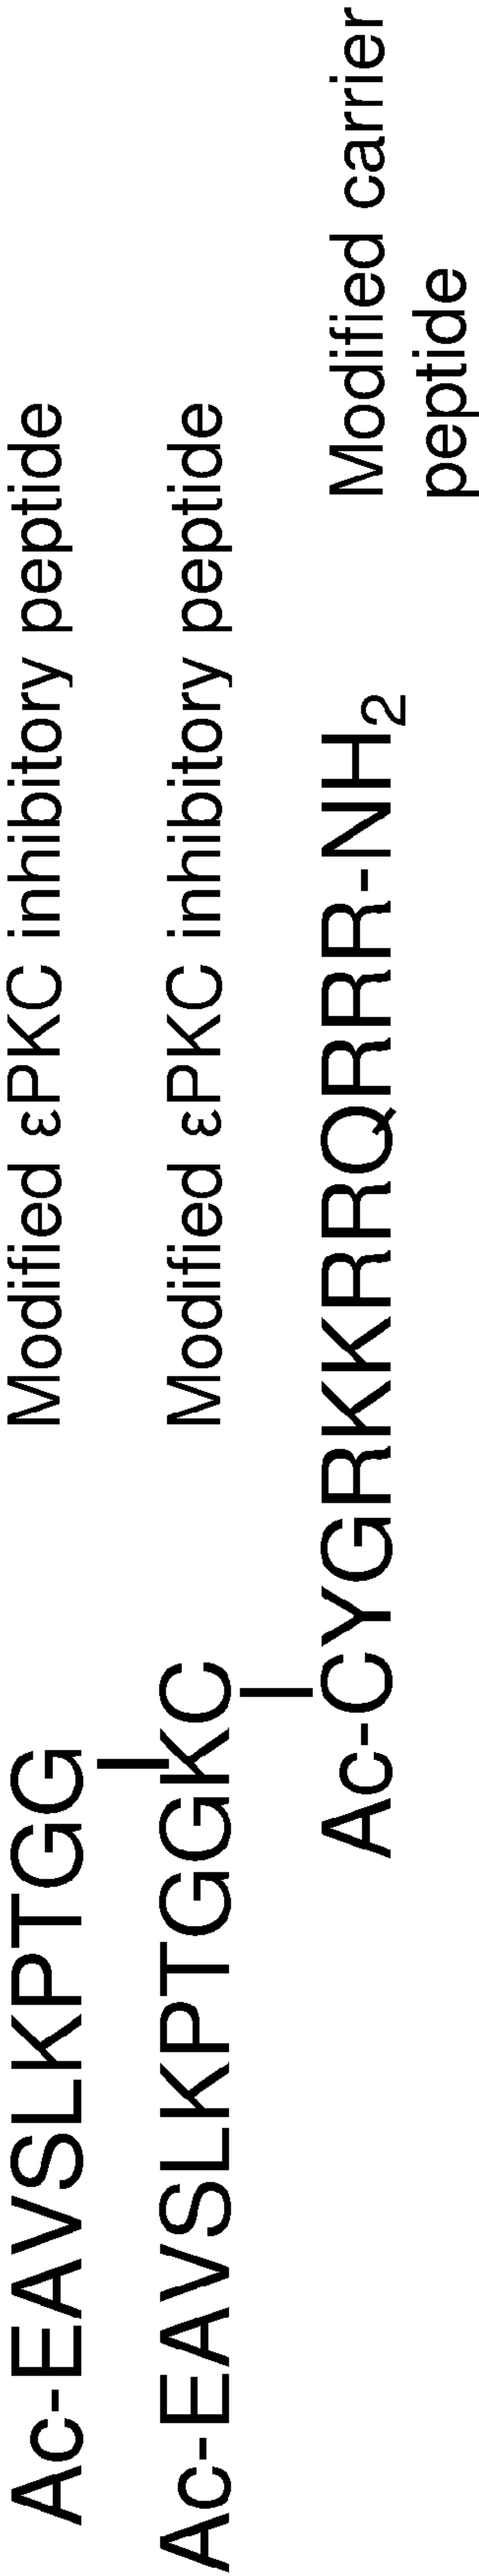 Ac-EAVSLKPTGG Modified εPKC inhibitory peptide
Ac-EAVSLKPTGGKC Modified εPKC inhibitory peptide
Ac-CYGRKKRRQRRR-NH2 Modified carrier
peptide